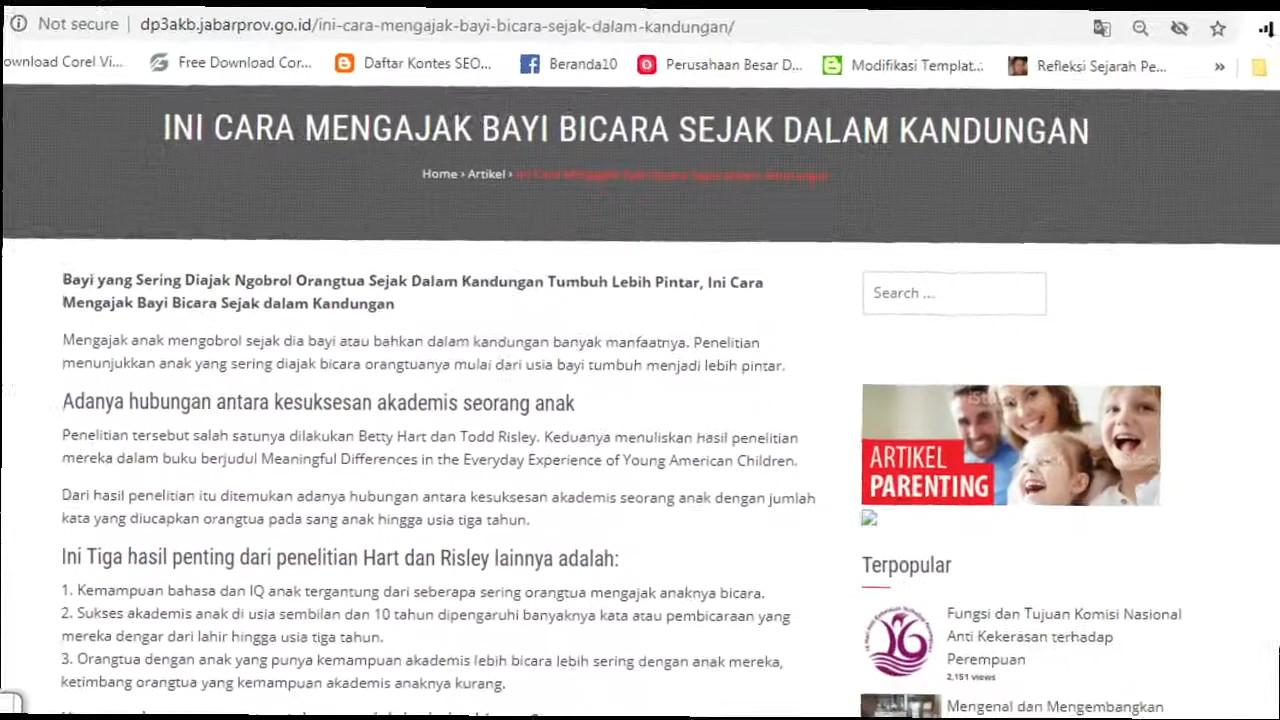 Not secure | dp3akb.jabarprov.go.id/ini-cara-mengajak-bayi-bicara-sejak-dalam-kandungan/
ownload Corel Vi... Free Download Cor... Daftar Kontes SEO... Beranda10 Perusahaan Besar D... Modifikasi Templat... Refleksi Sejarah Pe... »
INI CARA MENGAJAK BAYI BICARA SEJAK DALAM KANDUNGAN
Home › Artikel › Ini Cara Mengajak Bayi Bicara Sejak dalam Kandungan
Bayi yang Sering Diajak Ngobrol Orangtua Sejak Dalam Kandungan Tumbuh Lebih Pintar, Ini Cara
Mengajak Bayi Bicara Sejak dalam Kandungan
Mengajak anak mengobrol sejak dia bayi atau bahkan dalam kandungan banyak manfaatnya. Penelitian
menunjukkan anak yang sering diajak bicara orangtuanya mulai dari usia bayi tumbuh menjadi lebih pintar.
Adanya hubungan antara kesuksesan akademis seorang anak
Penelitian tersebut salah satunya dilakukan Betty Hart dan Todd Risley. Keduanya menuliskan hasil penelitian
mereka dalam buku berjudul Meaningful Differences in the Everyday Experience of Young American Children.
Dari hasil penelitian itu ditemukan adanya hubungan antara kesuksesan akademis seorang anak dengan jumlah
kata yang diucapkan orangtua pada sang anak hingga usia tiga tahun.
Ini Tiga hasil penting dari penelitian Hart dan Risley lainnya adalah:
1. Kemampuan bahasa dan IQ anak tergantung dari seberapa sering orangtua mengajak anaknya bicara.
2. Sukses akademis anak di usia sembilan dan 10 tahun dipengaruhi banyaknya kata atau pembicaraan yang
mereka dengar dari lahir hingga usia tiga tahun.
3. Orangtua dengan anak yang punya kemampuan akademis lebih bicara lebih sering dengan anak mereka,
ketimbang orangtua yang kemampuan akademis anaknya kurang.
Search ...
ARTIKEL
PARENTING
Terpopular
Fungsi dan Tujuan Komisi Nasional
Anti Kekerasan terhadap
Perempuan
2,151 views
Mengenal dan Mengembangkan